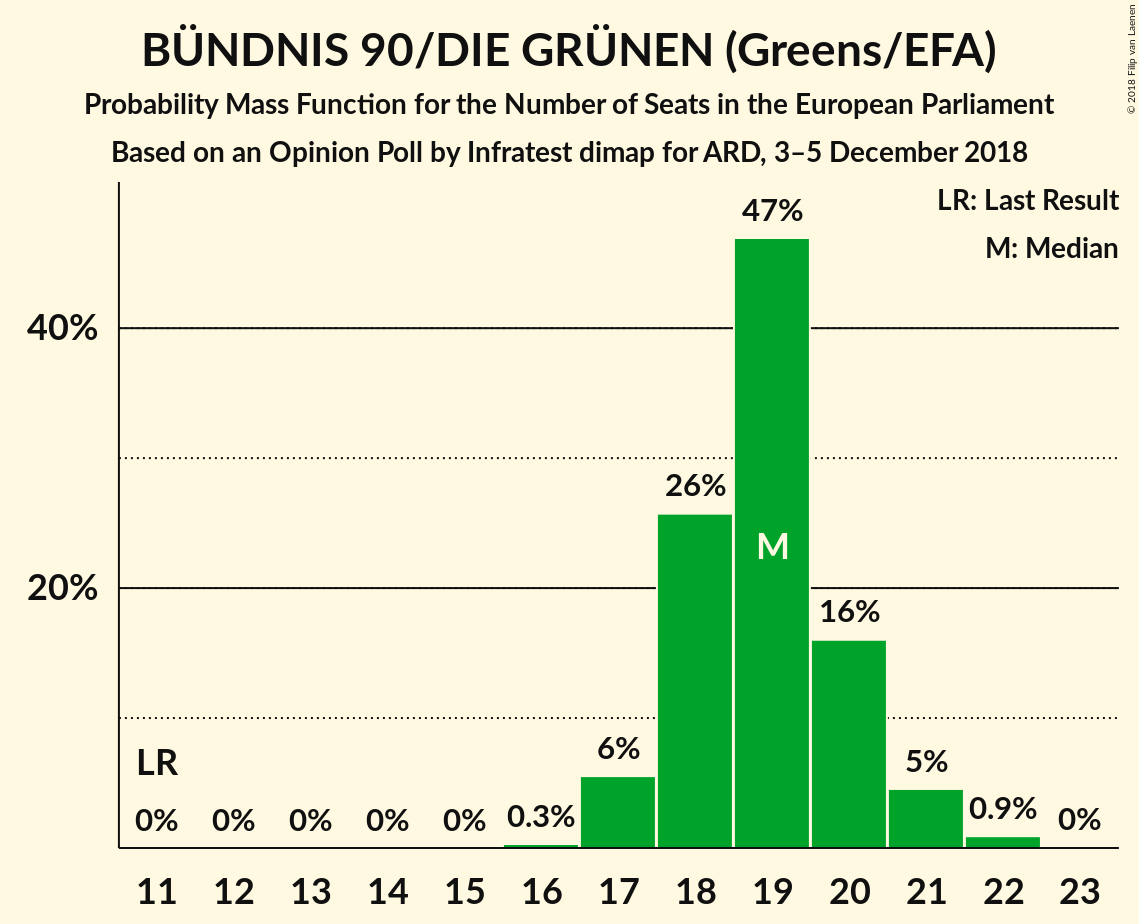 BÜNDNIS 90/DIE GRÜNEN (Greens/EFA)
Probability Mass Function for the Number of Seats in the European Parliament
Based on an Opinion Poll by Infratest dimap for ARD, 3–5 December 2018
© 2018 Filip van Laenen
LR: Last Result
M: Median
47%
40%
26%
M
20%
16%
LR
6%
5%
0% 0% 0% 0% 0% 0.3% 0.9% 0%
11 12 13 14 15 16 17 18 19 20 21 22 23